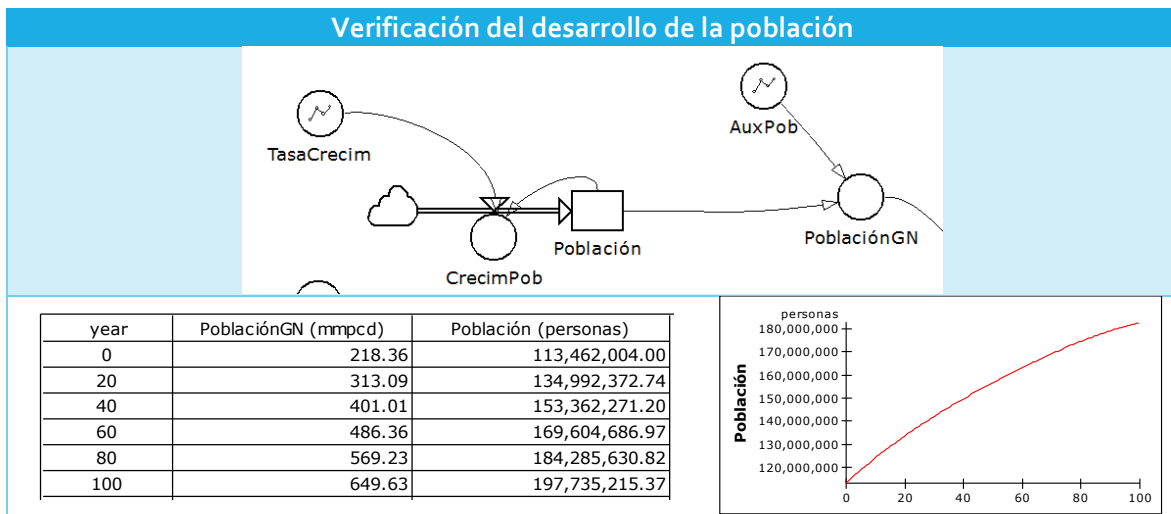 Verificación del desarrollo de la población
TasaCrecim
AuxPob
CrecimPob
Población
PoblaciónGN
year PoblaciónGN (mmpcd) Población (personas)
0 218.36 113,462,004.00
20 313.09 134,992,372.74
40 401.01 153,362,271.20
60 486.36 169,604,686.97
80 569.23 184,285,630.82
100 649.63 197,735,215.37
personas
180,000,000
170,000,000
160,000,000
150,000,000
140,000,000
130,000,000
120,000,000
Población
0 20 40 60 80 100